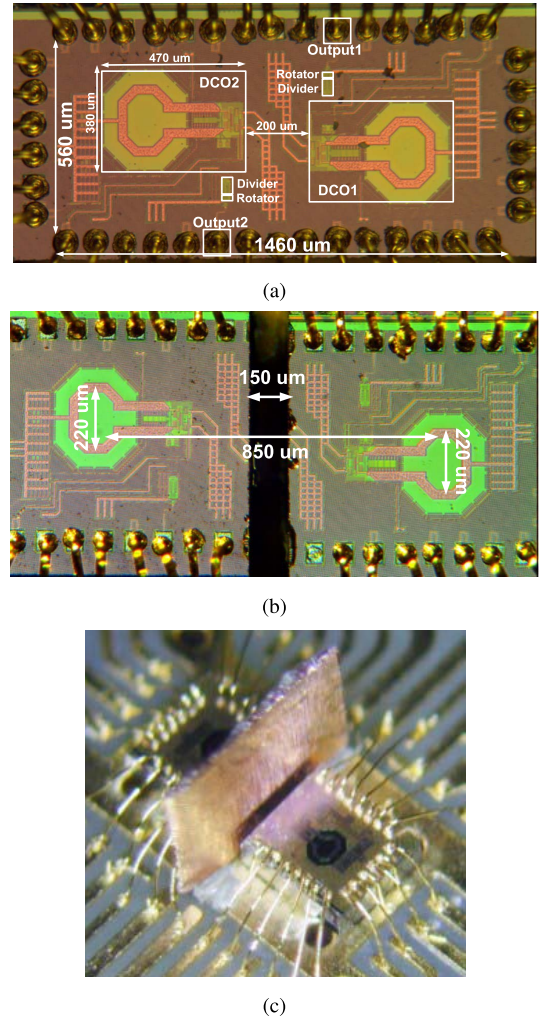 Output1
470 um
DCO2
Rotator
Divider
380 um
560 um
200 um
DCO1
Divider
Rotator
Output2
1460 um
(a)
150 um
220 um
850 um
220 um
(b)
(c)